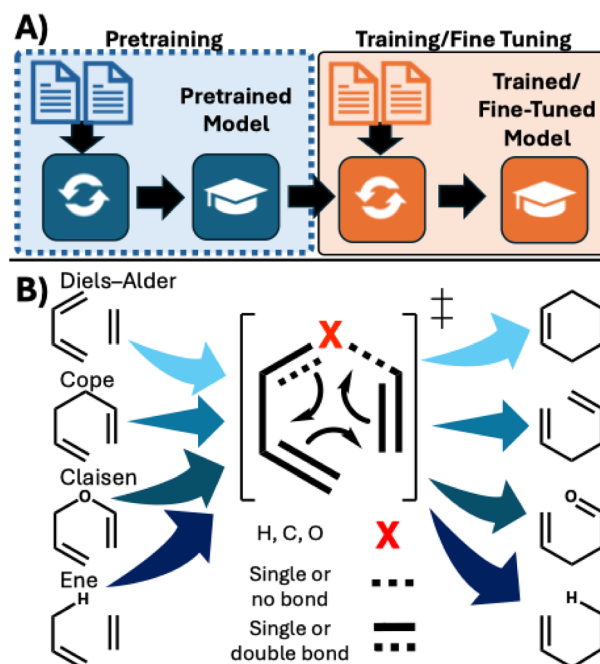 A)
Pretraining
Training/Fine Tuning
Pretrained
Model
Trained/
Fine-Tuned
Model
B)
Diels–Alder
Cope
Claisen
O
Ene
H
X
‡
H, C, O
X
Single or
no bond
Single or
double bond
O
H